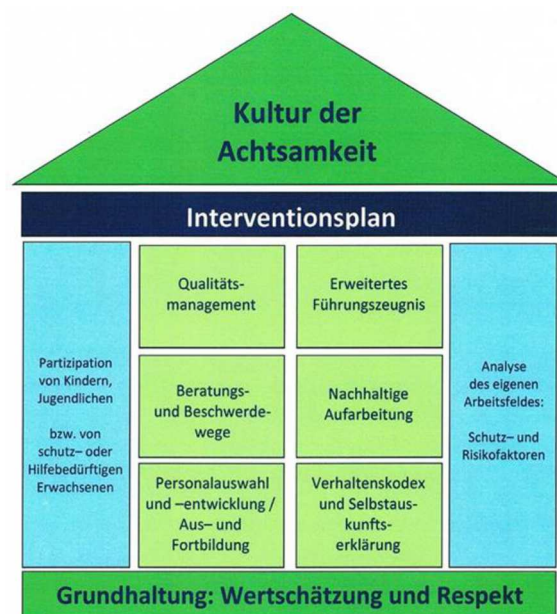 Kultur der
Achtsamkeit
Interventionsplan
Partizipation
von Kindern,
Jugendlichen
bzw. von
schutz– oder
Hilfebedürftigen
Erwachsenen
Qualitäts-
management
Erweitertes
Führungszeugnis
Beratungs-
und Beschwerde-
wege
Nachhaltige
Aufarbeitung
Personalauswahl
und –entwicklung /
Aus– und
Fortbildung
Verhaltenskodex
und Selbstaus-
kunfts-
erklärung
Analyse
des eigenen
Arbeitsfeldes:
Schutz– und
Risikofaktoren
Grundhaltung: Wertschätzung und Respekt